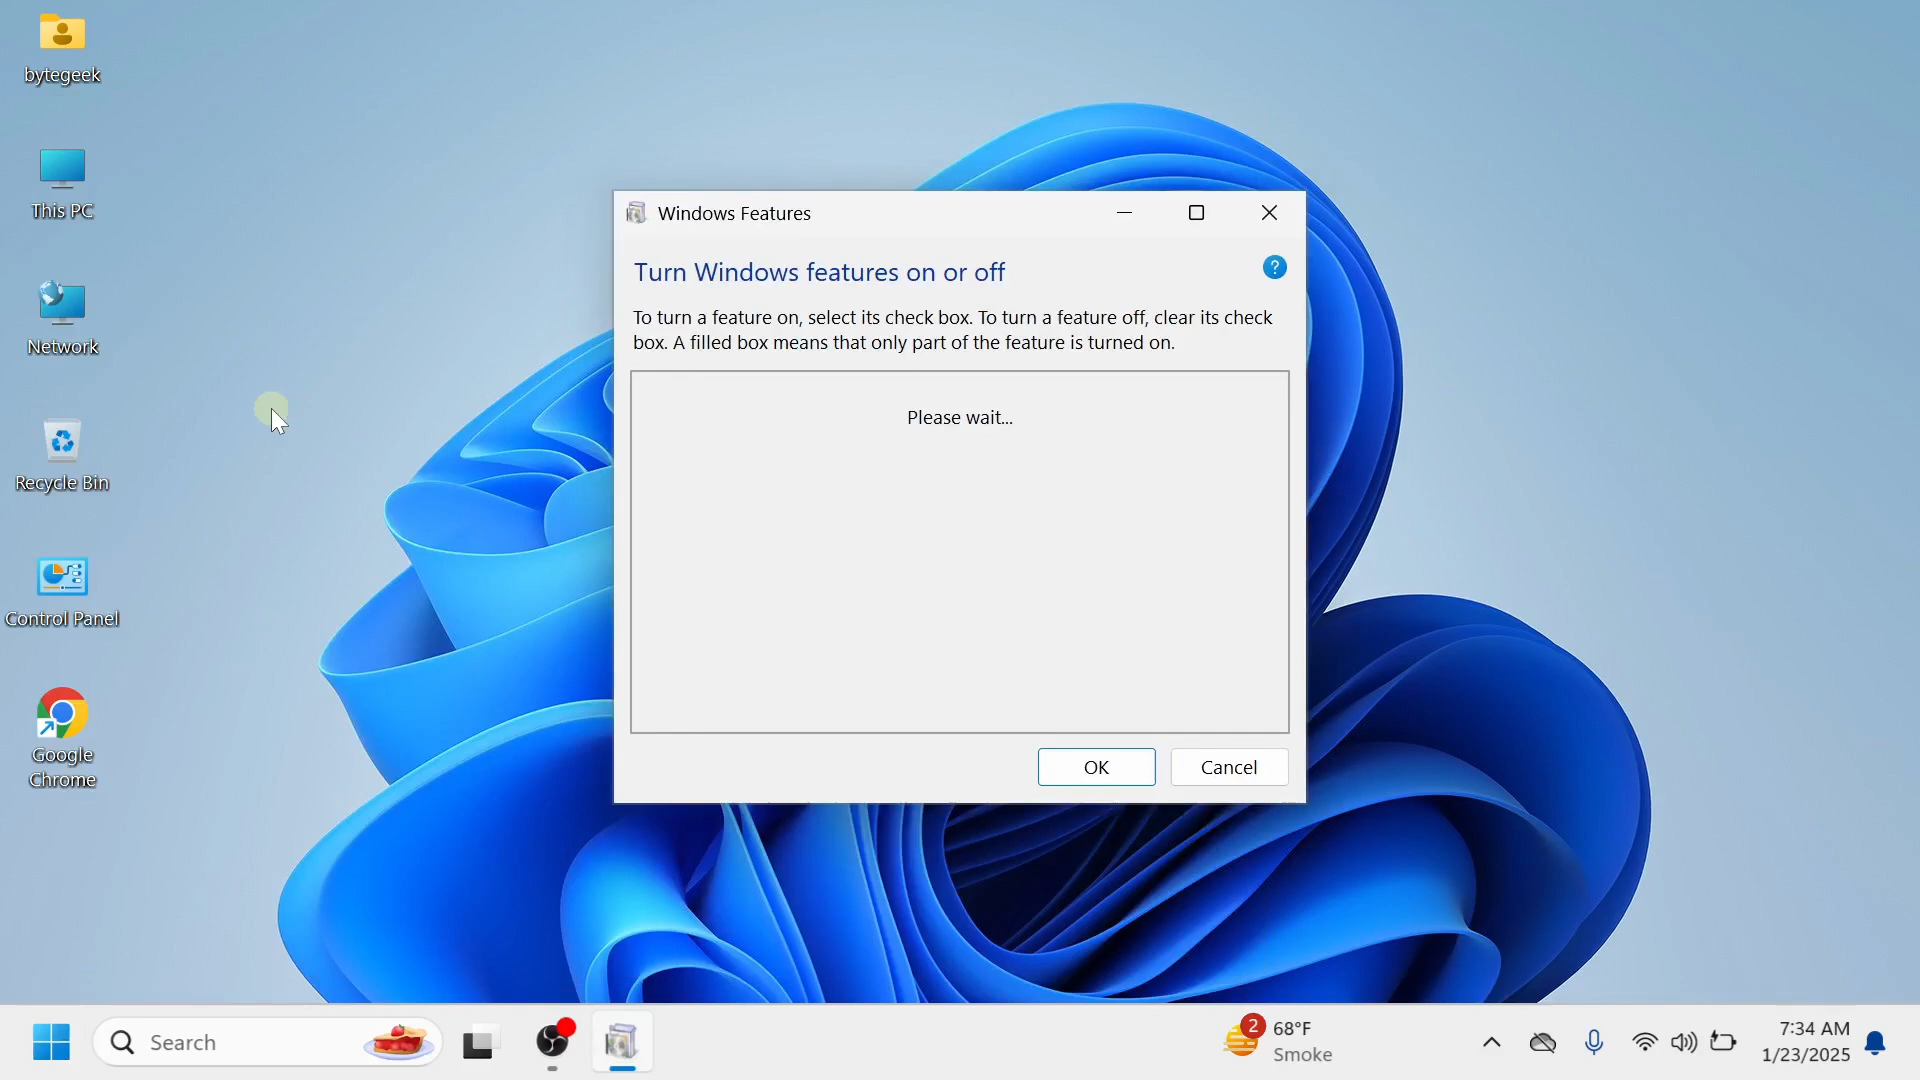 bytegeek
This PC
Network
Recycle Bin
Control Panel
Google
Chrome
Windows Features
Turn Windows features on or off
?
To turn a feature on, select its check box. To turn a feature off, clear its check
box. A filled box means that only part of the feature is turned on.
Please wait...
OK
Cancel
Search
2
68°F
Smoke
7:34 AM
1/23/2025